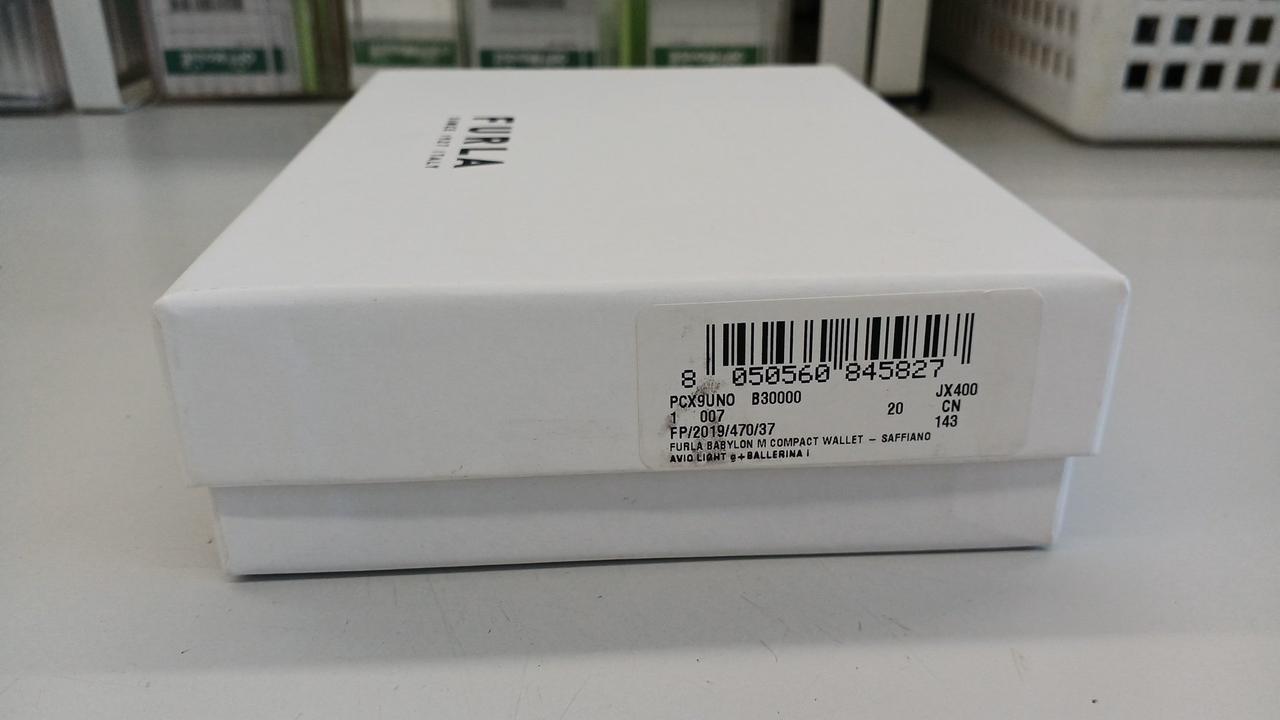 FURLA
SINCE 1927 ITALY
8 050560 845827
PCX9UNO B30000 JX400
1 007 20 CN
FP/2019/470/37 143
FURLA BABYLON M COMPACT WALLET – SAFFIANO
AVIO LIGHT g+BALLERINA i